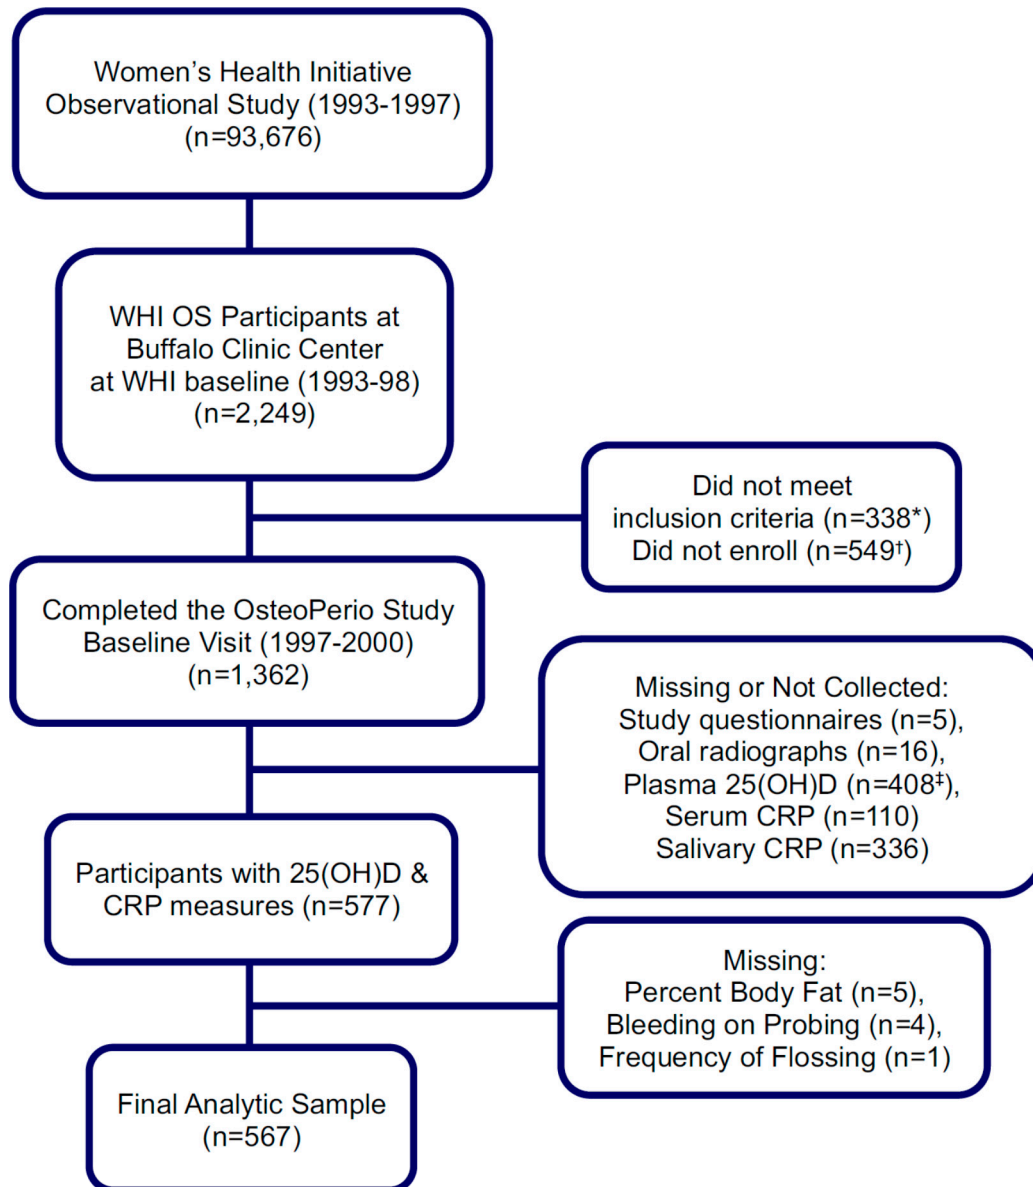 Women's Health Initiative
Observational Study (1993-1997)
(n=93,676)
WHI OS Participants at
Buffalo Clinic Center
at WHI baseline (1993-98)
(n=2,249)
Did not meet
inclusion criteria (n=338*)
Did not enroll (n=549†)
Completed the OsteoPerio Study
Baseline Visit (1997-2000)
(n=1,362)
Missing or Not Collected:
Study questionnaires (n=5),
Oral radiographs (n=16),
Plasma 25(OH)D (n=408‡),
Serum CRP (n=110)
Salivary CRP (n=336)
Participants with 25(OH)D &
CRP measures (n=577)
Missing:
Percent Body Fat (n=5),
Bleeding on Probing (n=4),
Frequency of Flossing (n=1)
Final Analytic Sample
(n=567)